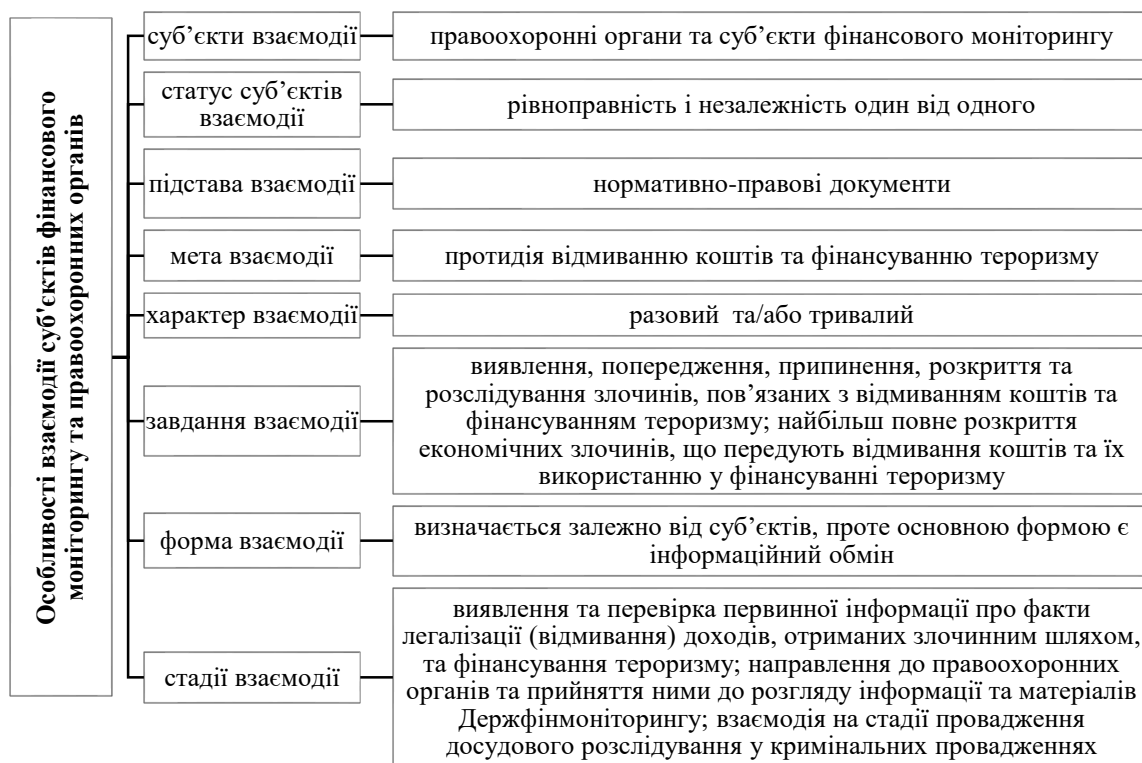 Особливості взаємодії суб'єктів фінансового
моніторингу та правоохоронних органів
суб’єкти взаємодії
правоохоронні органи та суб’єкти фінансового моніторингу
статус суб’єктів
взаємодії
рівноправність і незалежність один від одного
підстава взаємодії
нормативно-правові документи
мета взаємодії
протидія відмиванню коштів та фінансуванню тероризму
характер взаємодії
разовий та/або тривалий
завдання взаємодії
виявлення, попередження, припинення, розкриття та
розслідування злочинів, пов’язаних з відмиванням коштів та
фінансуванням тероризму; найбільш повне розкриття
економічних злочинів, що передують відмивання коштів та їх
використанню у фінансуванні тероризму
форма взаємодії
визначається залежно від суб’єктів, проте основною формою є
інформаційний обмін
стадії взаємодії
виявлення та перевірка первинної інформації про факти
легалізації (відмивання) доходів, отриманих злочинним шляхом,
та фінансування тероризму; направлення до правоохоронних
органів та прийняття ними до розгляду інформації та матеріалів
Держфінмоніторингу; взаємодія на стадії провадження
досудового розслідування у кримінальних провадженнях